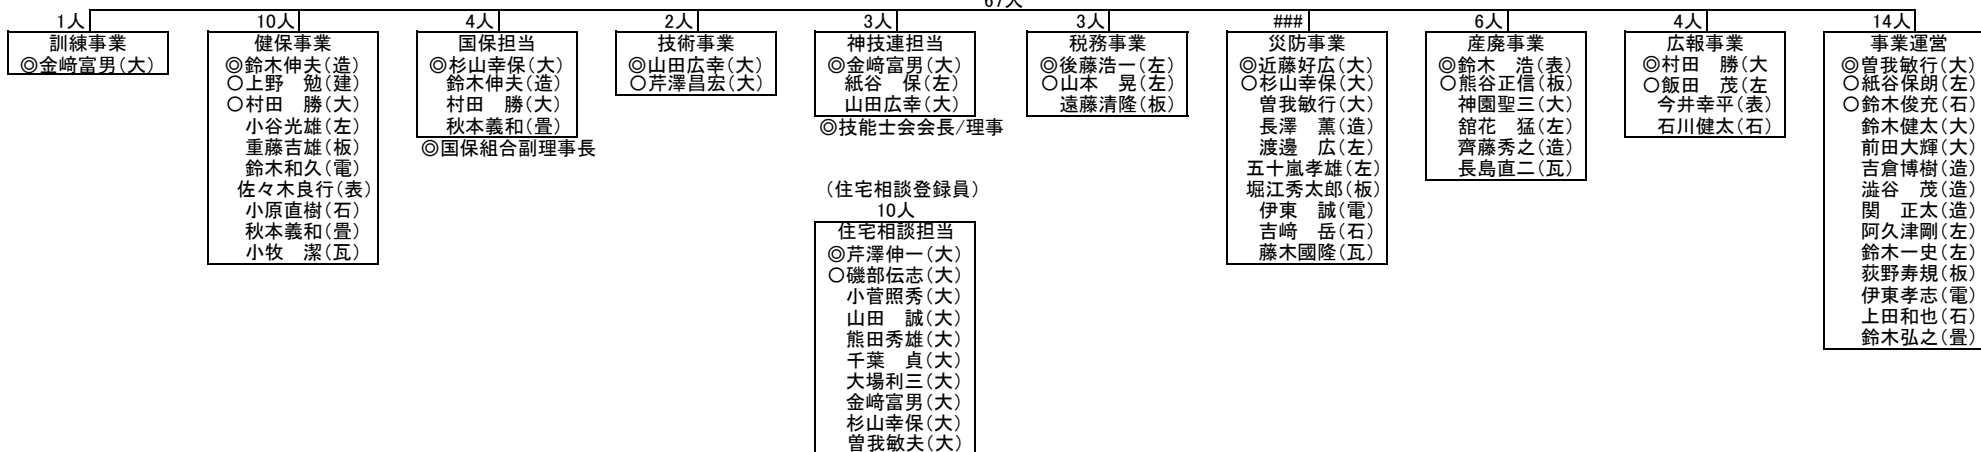 67人
1人
訓練事業
◎金﨑富男(大)
10人
健保事業
◎鈴木伸夫(造)
○上野　勉(建)
○村田　勝(大)
小谷光雄(左)
重藤吉雄(板)
鈴木和久(電)
佐々木良行(表)
小原直樹(石)
秋本義和(畳)
小牧　潔(瓦)
4人
国保担当
◎杉山幸保(大)
鈴木伸夫(造)
村田　勝(大)
秋本義和(畳)
◎国保組合副理事長
2人
技術事業
◎山田広幸(大)
○芹澤昌宏(大)
3人
神技連担当
◎金﨑富男(大)
紙谷　保(左)
山田広幸(大)
◎技能士会会長/理事
(住宅相談登録員)
10人
住宅相談担当
◎芹澤伸一(大)
○磯部伝志(大)
小菅照秀(大)
山田　誠(大)
熊田秀雄(大)
千葉　貞(大)
大場利三(大)
金﨑富男(大)
杉山幸保(大)
曽我敏夫(大)
3人
税務事業
◎後藤浩一(左)
○山本　晃(左)
遠藤清隆(板)
###
災防事業
◎近藤好広(大)
○杉山幸保(大)
曽我敏行(大)
長澤　薫(造)
渡邊　広(左)
五十嵐孝雄(左)
堀江秀太郎(板)
伊東　誠(電)
吉﨑　岳(石)
藤木國隆(瓦)
6人
産廃事業
◎鈴木　浩(表)
○熊谷正信(板)
神園聖三(大)
舘花　猛(左)
齊藤秀之(造)
長島直二(瓦)
4人
広報事業
◎村田　勝(大
○飯田　茂(左
今井幸平(表)
石川健太(石)
14人
事業運営
◎曽我敏行(大)
○紙谷保朗(左)
○鈴木俊充(石)
鈴木健太(大)
前田大輝(大)
吉倉博樹(造)
澁谷　茂(造)
関　正太(造)
阿久津剛(左)
鈴木一史(左)
荻野寿規(板)
伊東孝志(電)
上田和也(石)
鈴木弘之(畳)